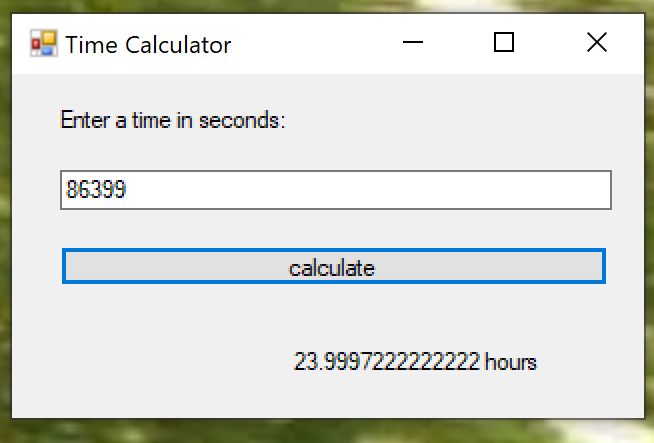 Time Calculator
Enter a time in seconds:
86399
calculate
23.9997222222222 hours